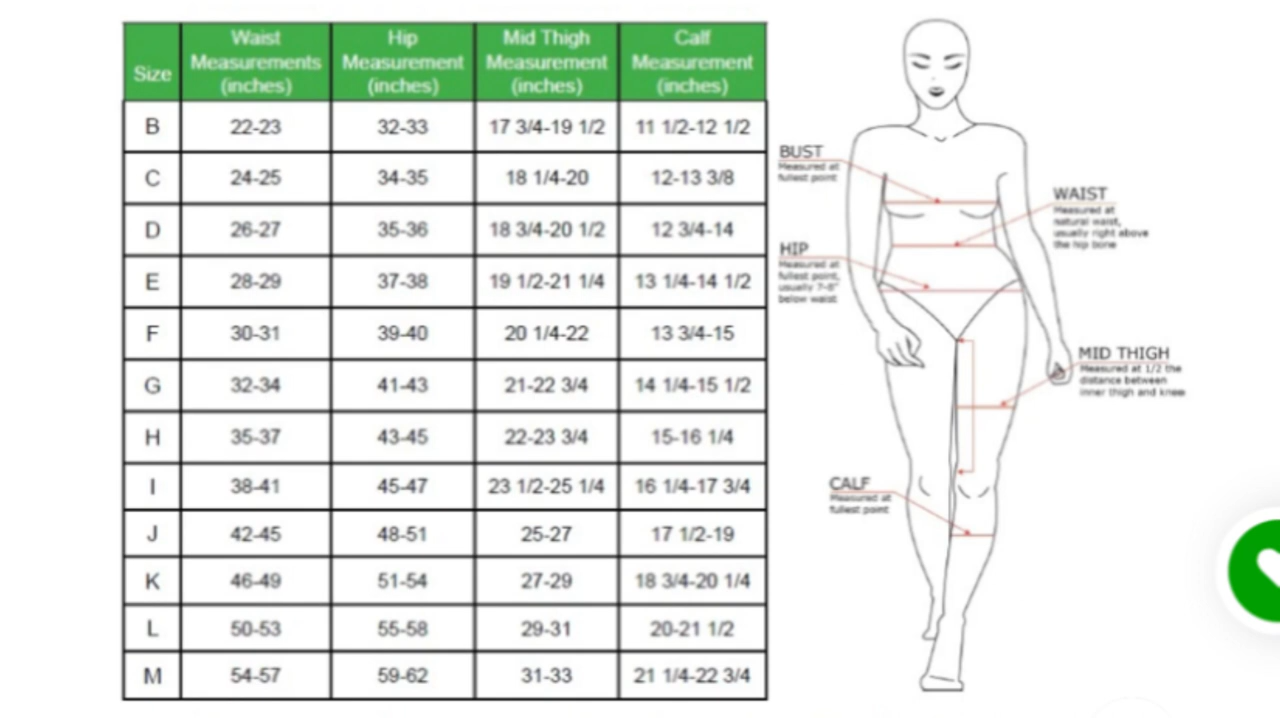 Size
Waist
Measurements
(inches)
Hip
Measurement
(inches)
Mid Thigh
Measurement
(inches)
Calf
Measurement
(inches)
B 22-23 32-33 17 3/4-19 1/2 11 1/2-12 1/2
C 24-25 34-35 18 1/4-20 12-13 3/8
D 26-27 35-36 18 3/4-20 1/2 12 3/4-14
E 28-29 37-38 19 1/2-21 1/4 13 1/4-14 1/2
F 30-31 39-40 20 1/4-22 13 3/4-15
G 32-34 41-43 21-22 3/4 14 1/4-15 1/2
H 35-37 43-45 22-23 3/4 15-16 1/4
I 38-41 45-47 23 1/2-25 1/4 16 1/4-17 3/4
J 42-45 48-51 25-27 17 1/2-19
K 46-49 51-54 27-29 18 3/4-20 1/4
L 50-53 55-58 29-31 20-21 1/2
M 54-57 59-62 31-33 21 1/4-22 3/4
BUST
Measured at
fullest point
WAIST
Measured at
natural waist,
usually right above
the hip bone
HIP
Measured at
fullest point,
usually 7-8"
below waist
MID THIGH
Measured at 1/2 the
distance between
inner thigh and knee
CALF
Measured at
fullest point